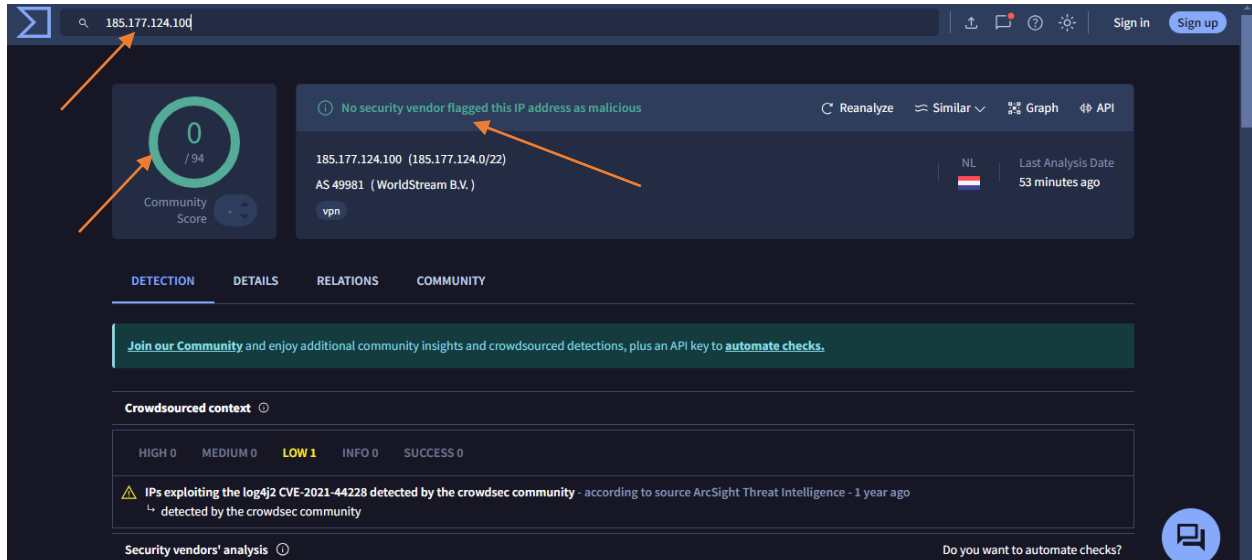 185.177.124.100
Sign in
Sign up
0
/ 94
Community
Score
No security vendor flagged this IP address as malicious
Reanalyze
Similar
Graph
API
185.177.124.100 (185.177.124.0/22)
AS 49981 ( WorldStream B.V. )
vpn
NL
Last Analysis Date
53 minutes ago
DETECTION
DETAILS
RELATIONS
COMMUNITY
Join our Community and enjoy additional community insights and crowdsourced detections, plus an API key to automate checks.
Crowdsourced context
HIGH 0
MEDIUM 0
LOW 1
INFO 0
SUCCESS 0
IPs exploiting the log4j2 CVE-2021-44228 detected by the crowdsec community - according to source ArcSight Threat Intelligence - 1 year ago
detected by the crowdsec community
Security vendors' analysis
Do you want to automate checks?